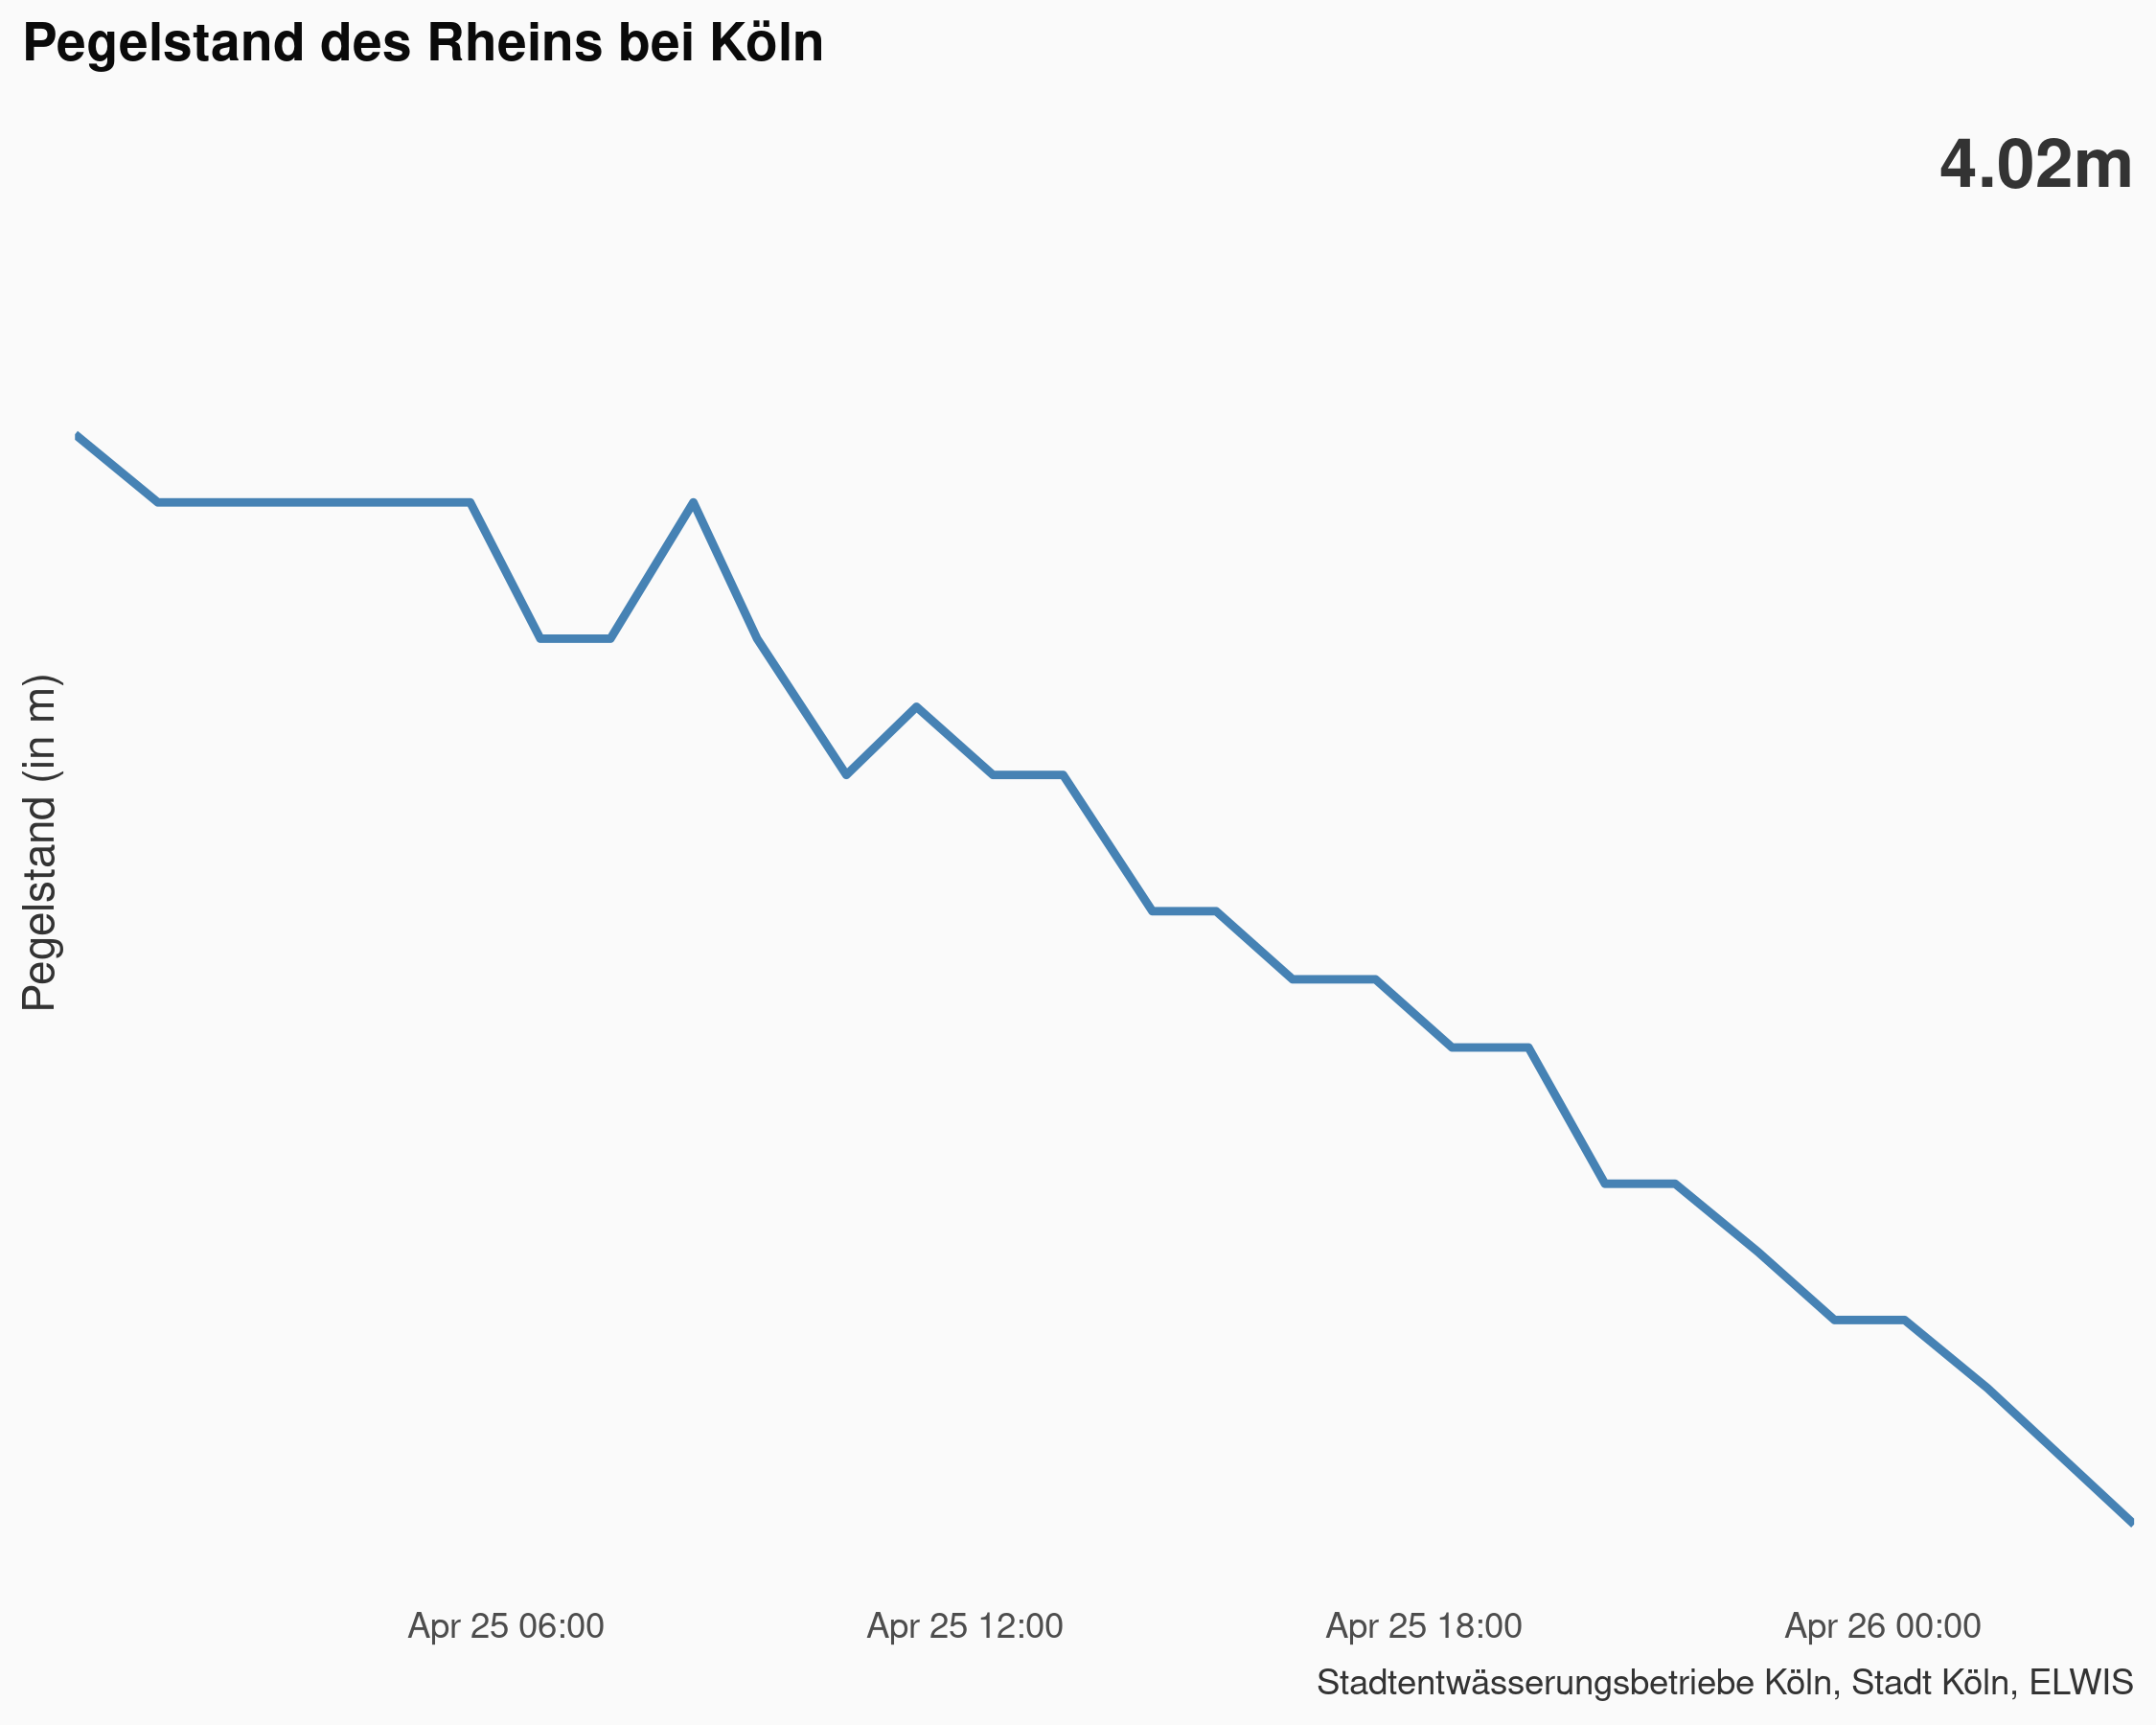 Pegelstand des Rheins bei Köln
4.02m
Pegelstand (in m)
Apr 25 06:00
Apr 25 12:00
Apr 25 18:00
Apr 26 00:00
Stadtentwässerungsbetriebe Köln, Stadt Köln, ELWIS